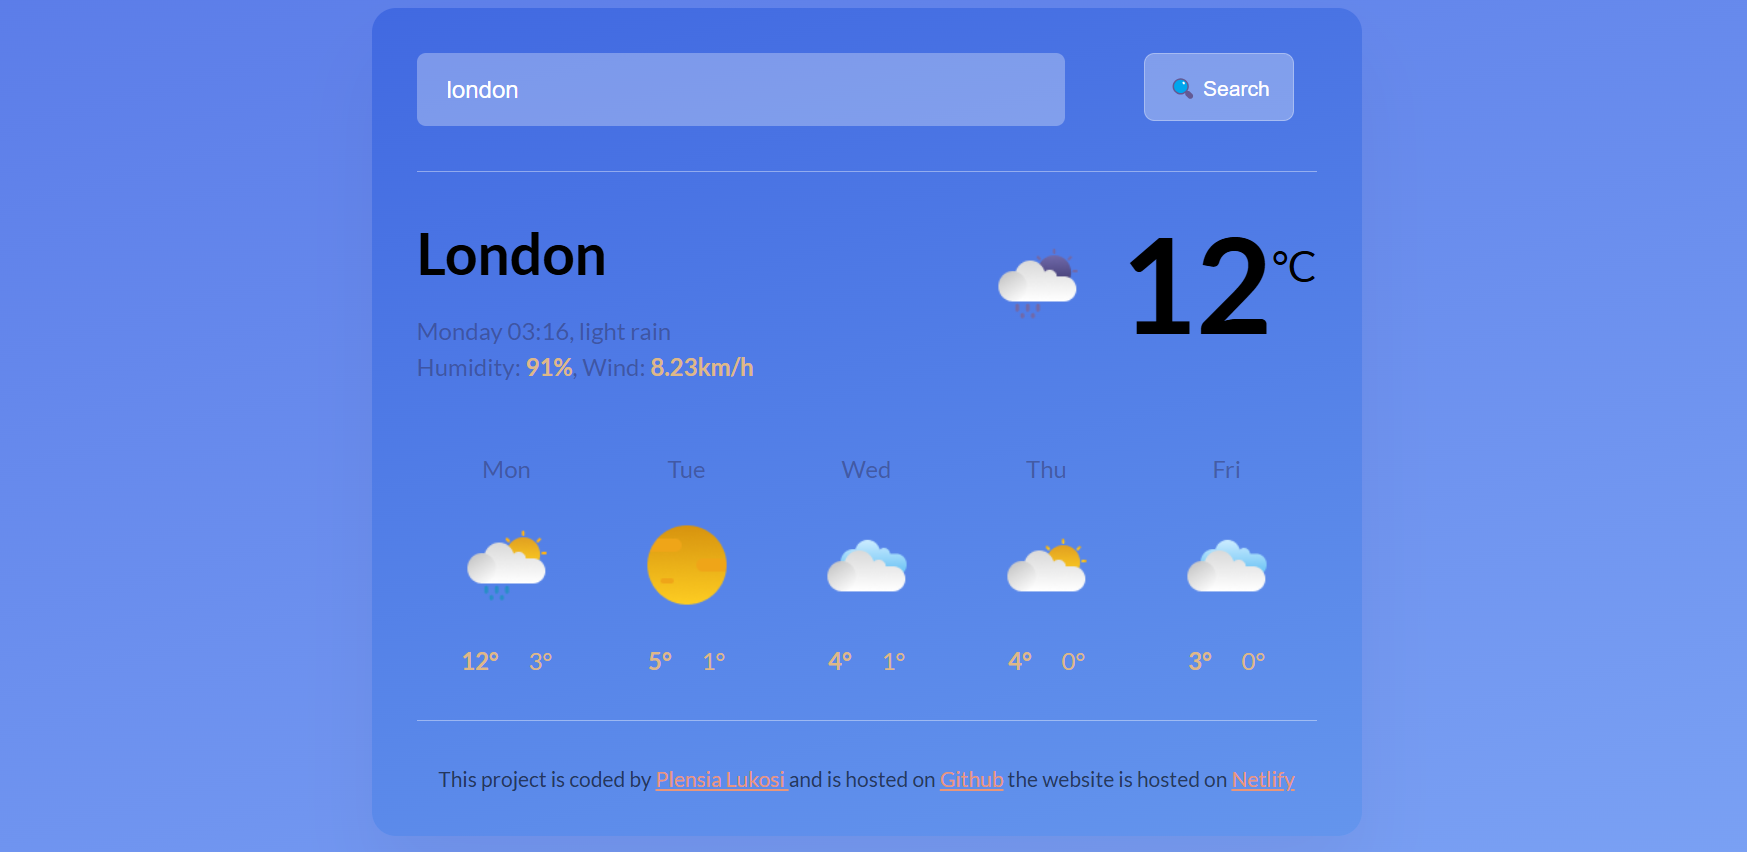 london
Search
London
12°C
Monday 03:16, light rain
Humidity: 91%, Wind: 8.23km/h
Mon Tue Wed Thu Fri
12° 3° 5° 1° 4° 1° 4° 0° 3° 0°
This project is coded by Plensia Lukosi and is hosted on Github the website is hosted on Netlify